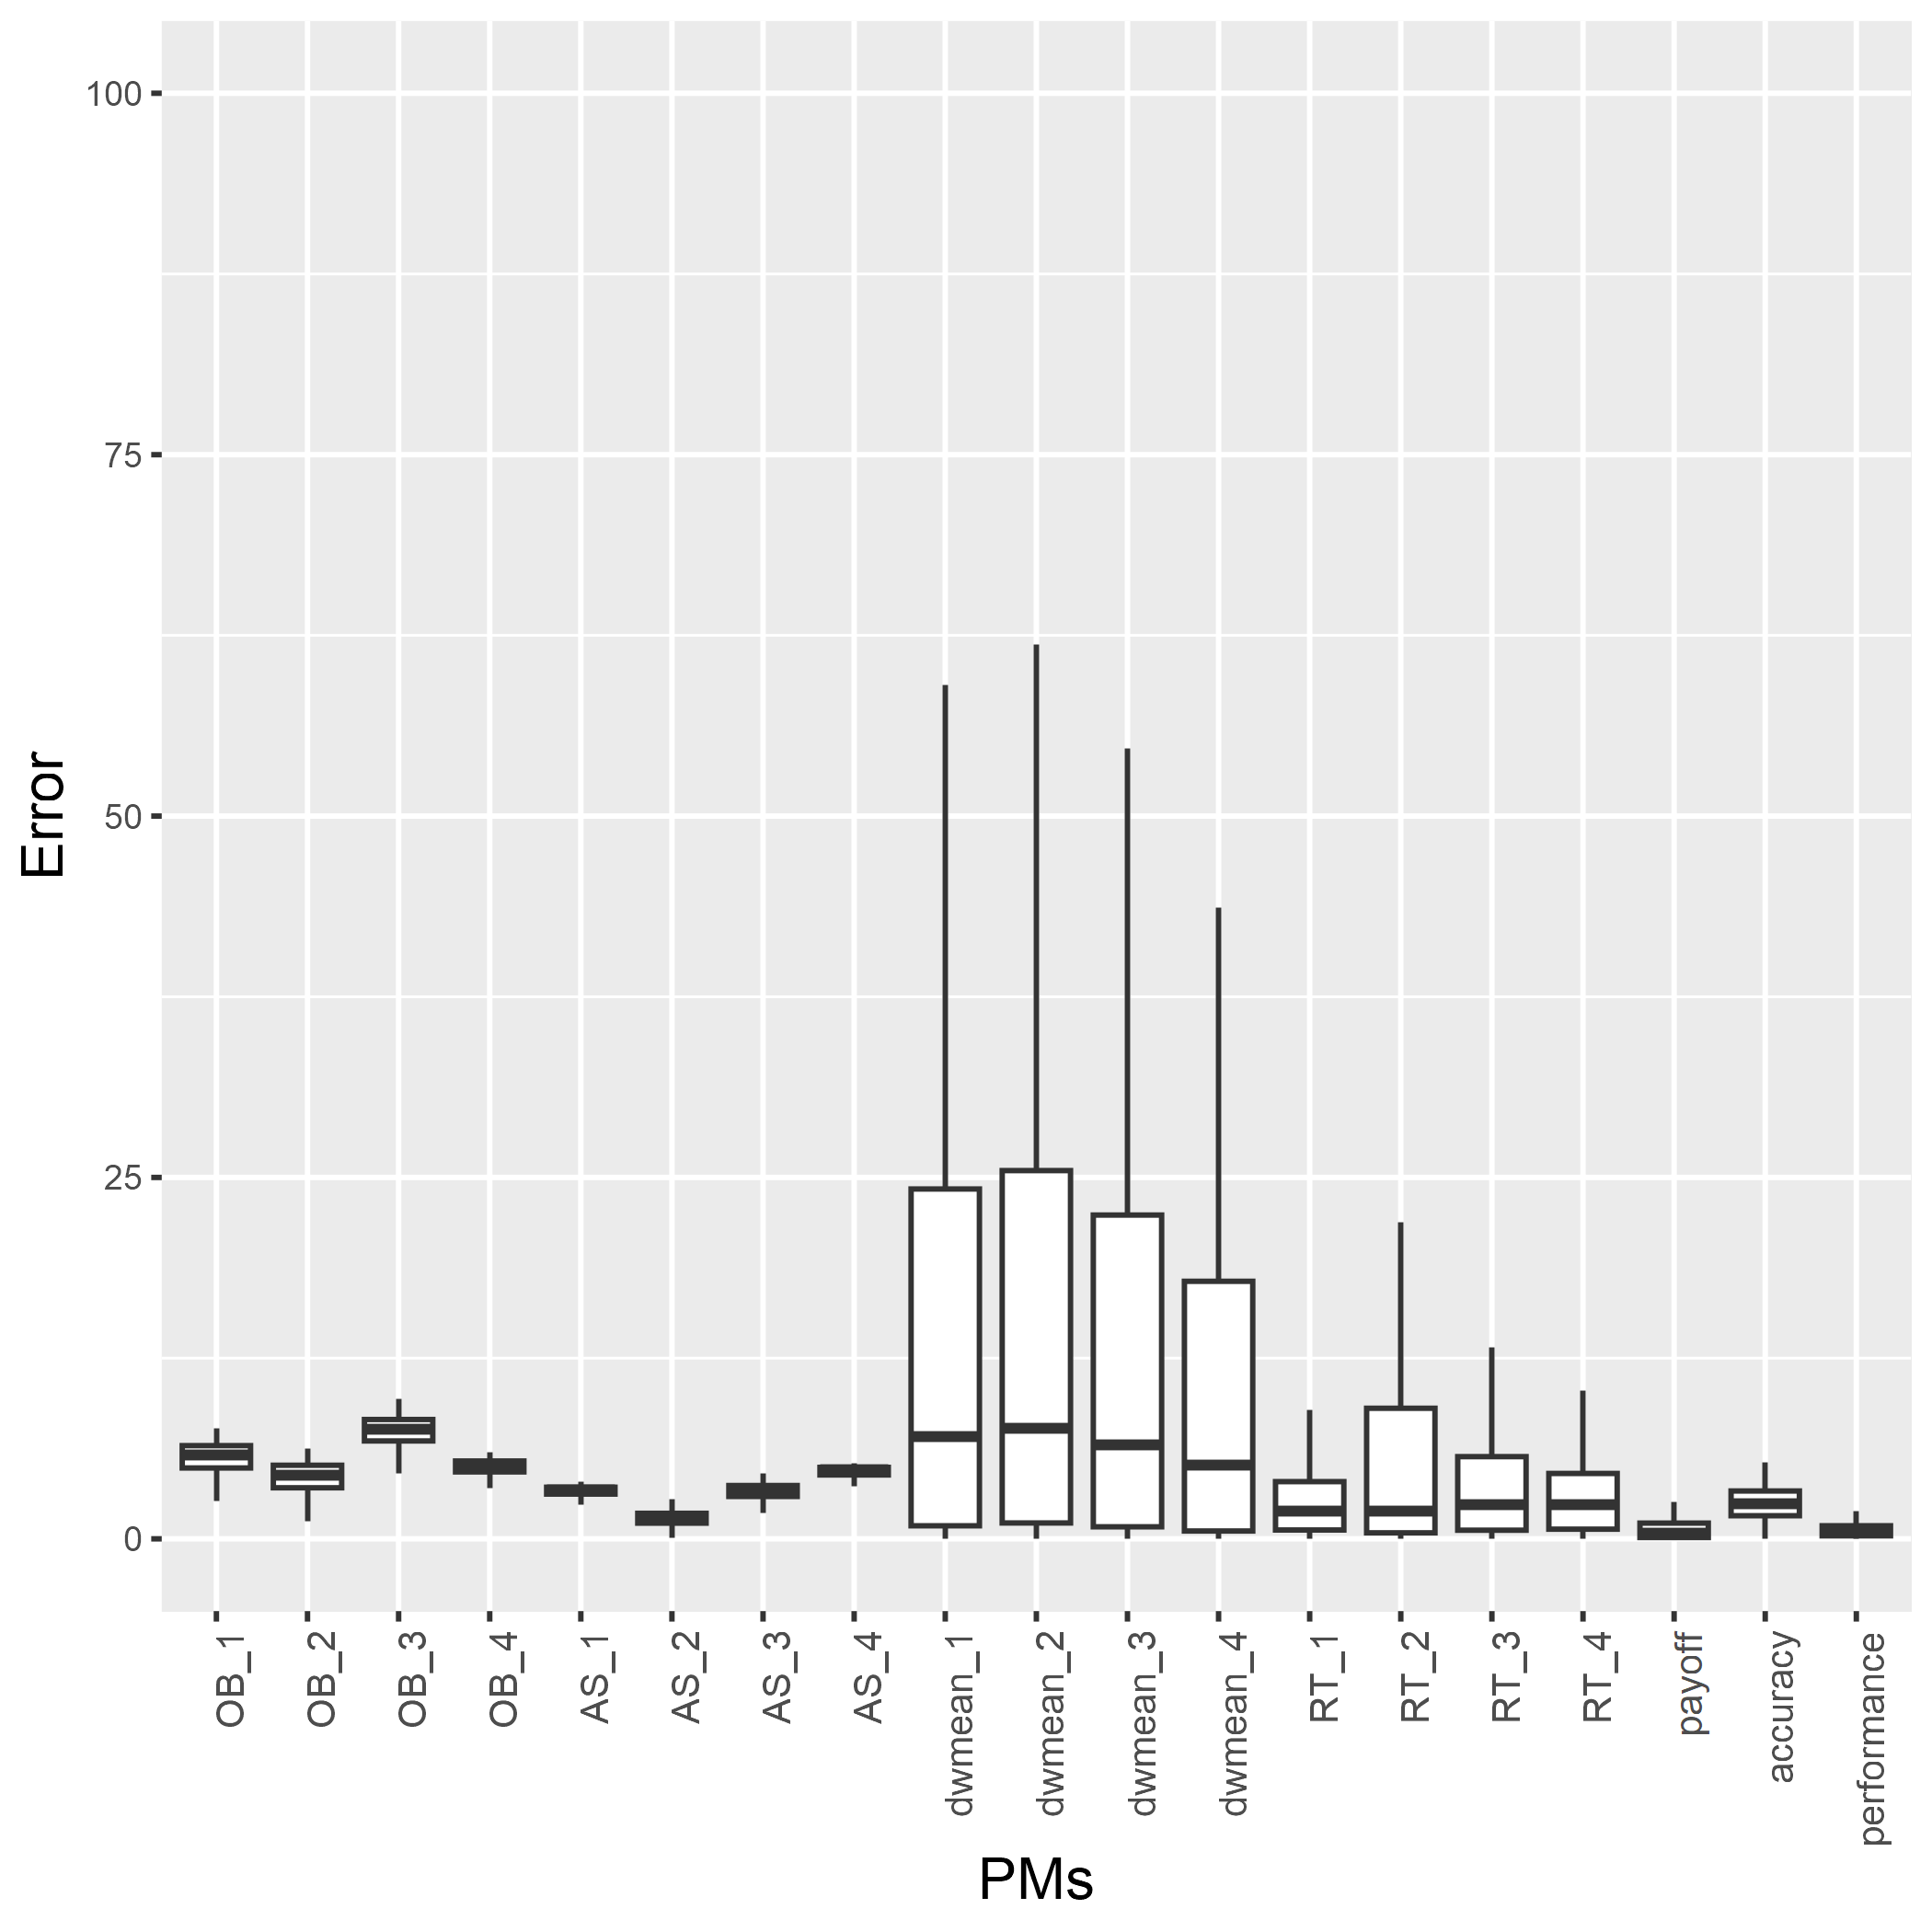 100
75
50
25
0
Error
OB_1
OB_2
OB_3
OB_4
AS_1
AS_2
AS_3
AS_4
dwmean_1
dwmean_2
dwmean_3
dwmean_4
RT_1
RT_2
RT_3
RT_4
payoff
accuracy
performance
PMs